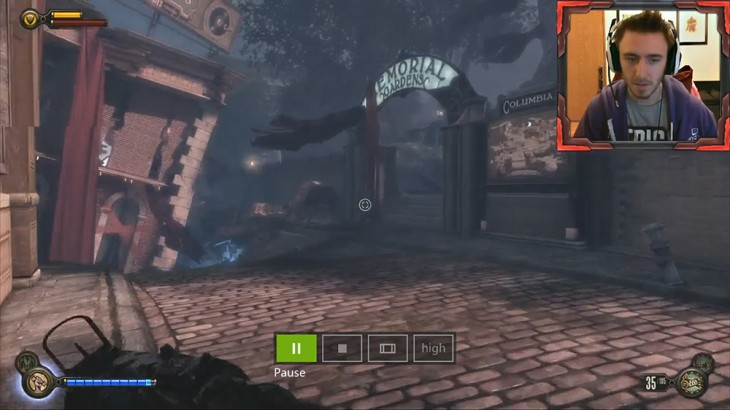 MEMORIAL
GARDENS
COLUMBIA
high
Pause
35